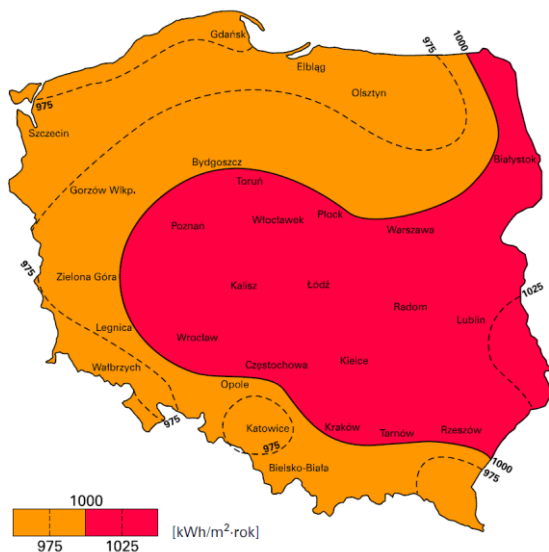 Gdańsk
975
1000
Elbląg
Olsztyn
975
Szczecin
Białystok
Bydgoszcz
Toruń
Gorzów Wlkp.
Włocławek
Płock
Poznań
Warszawa
975
Zielona Góra
Kalisz
Łódź
1025
Radom
Lublin
Legnica
Wrocław
Wałbrzych
Częstochowa
Kielce
Opole
975
Katowice
975
Kraków
Tarnów
Rzeszów
Bielsko-Biała
1000
975
1000
975
1025
[kWh/m²·rok]